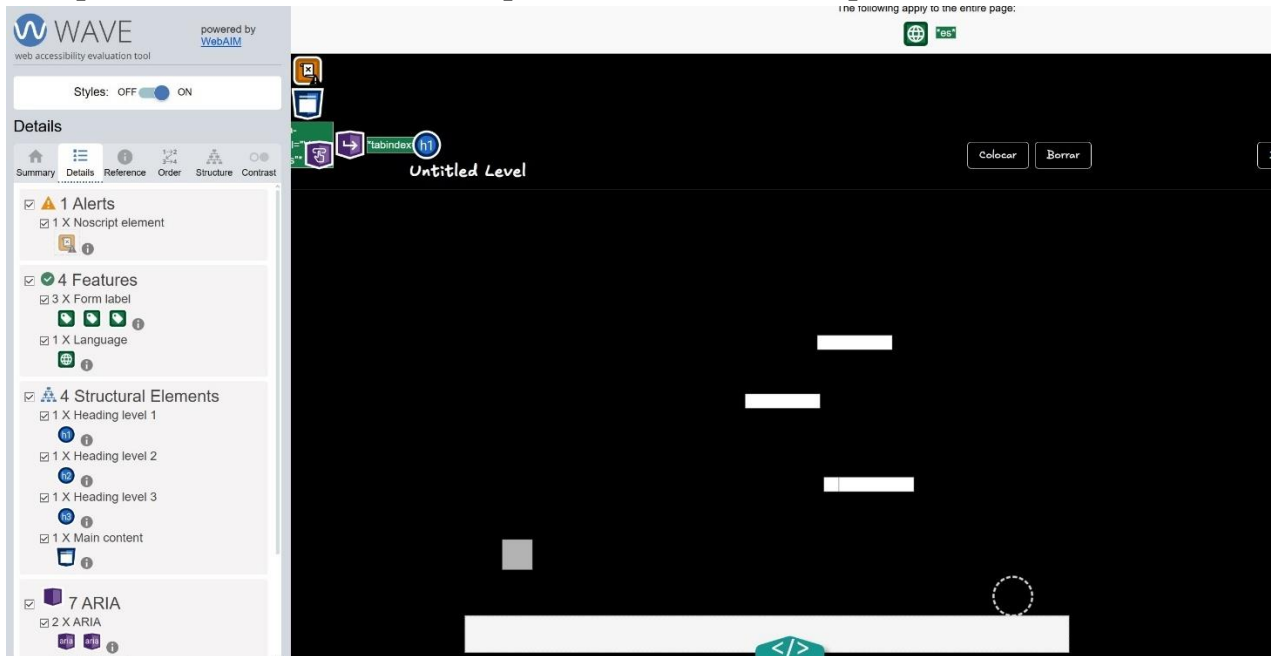 WAVE
powered by
WebAIM
web accessibility evaluation tool
Styles: OFF ON
Details
Summary Details Reference Order Structure Contrast
1 Alerts
1 X Noscript element
4 Features
3 X Form label
1 X Language
4 Structural Elements
1 X Heading level 1
h1
1 X Heading level 2
h2
1 X Heading level 3
h3
1 X Main content
7 ARIA
2 X ARIA
aria aria
The following apply to the entire page:
*es*
*tabindex h1
Untitled Level
Colocar Borrar
</>